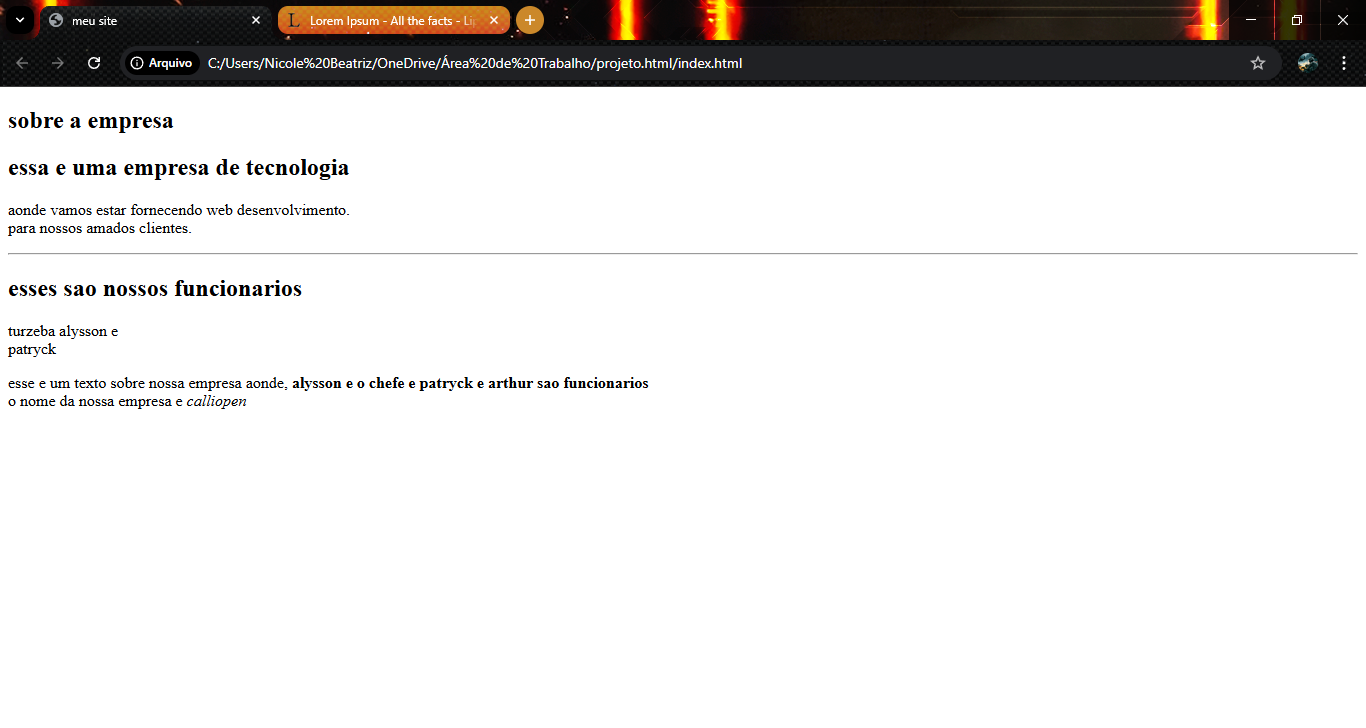 meu site
Lorem Ipsum - All the facts - Li
Arquivo
C:/Users/Nicole%20Beatriz/OneDrive/Área%20de%20Trabalho/projeto.html/index.html
sobre a empresa
essa e uma empresa de tecnologia
aonde vamos estar fornecendo web desenvolvimento.
para nossos amados clientes.
esses sao nossos funcionarios
turzeba alysson e
patryck
esse e um texto sobre nossa empresa aonde, alysson e o chefe e patryck e arthur sao funcionarios
o nome da nossa empresa e calliopen